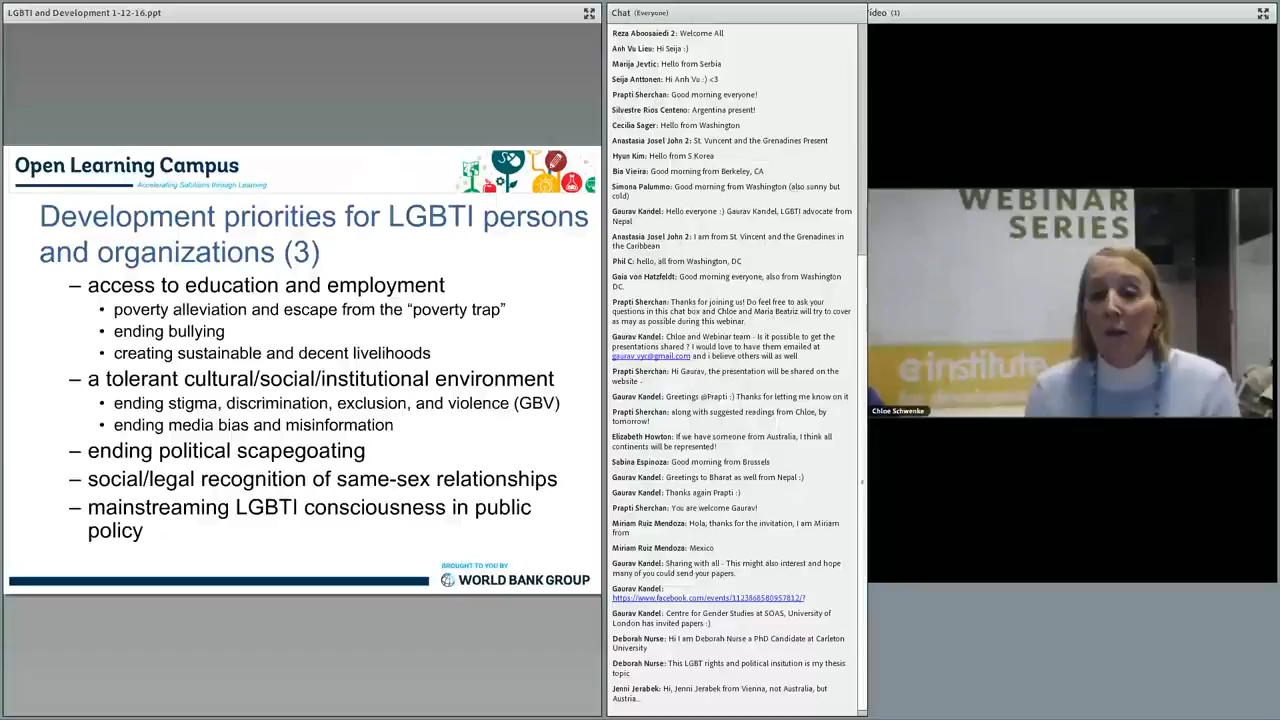 LGBTI and Development 1-12-16.ppt
Open Learning Campus
Accelerating Solutions through Learning
Development priorities for LGBTI persons
and organizations (3)
– access to education and employment
• poverty alleviation and escape from the “poverty trap”
• ending bullying
• creating sustainable and decent livelihoods
– a tolerant cultural/social/institutional environment
• ending stigma, discrimination, exclusion, and violence (GBV)
• ending media bias and misinformation
– ending political scapegoating
– social/legal recognition of same-sex relationships
– mainstreaming LGBTI consciousness in public
policy
BROUGHT TO YOU BY
WORLD BANK GROUP
Chat (Everyone)
Reza Aboosaiedi 2: Welcome All
Anh Vu Lieu: Hi Seija :)
Marija Jevtic: Hello from Serbia
Seija Anttonen: Hi Anh Vu :) <3
Prapti Sherchan: Good morning everyone!
Silvestre Rios Centeno: Argentina present!
Cecilia Sager: Hello from Washington
Anastasia Josel John 2: St. Vuncent and the Grenadines Present
Hyun Kim: Hello from S.Korea
Bia Vieira: Good morning from Berkeley, CA
Simona Palummo: Good morning from Washington (also sunny but
cold)
Gaurav Kandel: Hello everyone :) Gaurav Kandel, LGBTI advocate from
Nepal
Anastasia Josel John 2: I am from St. Vincent and the Grenadines in
the Caribbean
Phil C: hello, all from Washington, DC
Gaia von Hatzfeldt: Good morning everyone, also from Washington
DC.
Prapti Sherchan: Thanks for joining us! Do feel free to ask your
questions in this chat box and Chloe and Maria Beatriz will try to cover
as may as possible during this webinar.
Gaurav Kandel: Chloe and Webinar team - Is it possible to get the
presentations shared ? I would love to have them emailed at
gaurav.vyc@gmail.com and i believe others will as well
Prapti Sherchan: Hi Gaurav, the presentation will be shared on the
website -
Gaurav Kandel: Greetings @Prapti :) Thanks for letting me know on it
Prapti Sherchan: along with suggested readings from Chloe, by
tomorrow!
Elizabeth Howton: If we have someone from Australia, I think all
continents will be represented!
Sabina Espinoza: Good morning from Brussels
Gaurav Kandel: Greetings to Bharat as well from Nepal :)
Gaurav Kandel: Thanks again Prapti :)
Prapti Sherchan: You are welcome Gaurav!
Miriam Ruiz Mendoza: Hola, thanks for the invitation, I am Miriam
from
Miriam Ruiz Mendoza: Mexico
Gaurav Kandel: Sharing with all - This might also interest and hope
many of you could send your papers.
Gaurav Kandel:
https://www.facebook.com/events/1123868580957812/?
Gaurav Kandel: Centre for Gender Studies at SOAS, University of
London has invited papers :)
Deborah Nurse: Hi I am Deborah Nurse a PhD Candidate at Carleton
University
Deborah Nurse: This LGBT rights and political insitution is my thesis
topic
Jenni Jerabek: Hi, Jenni Jerabek from Vienna, not Australia, but
Austria...
ideo (1)
WEBINAR
SERIES
e-institute
Chloe Schwenke